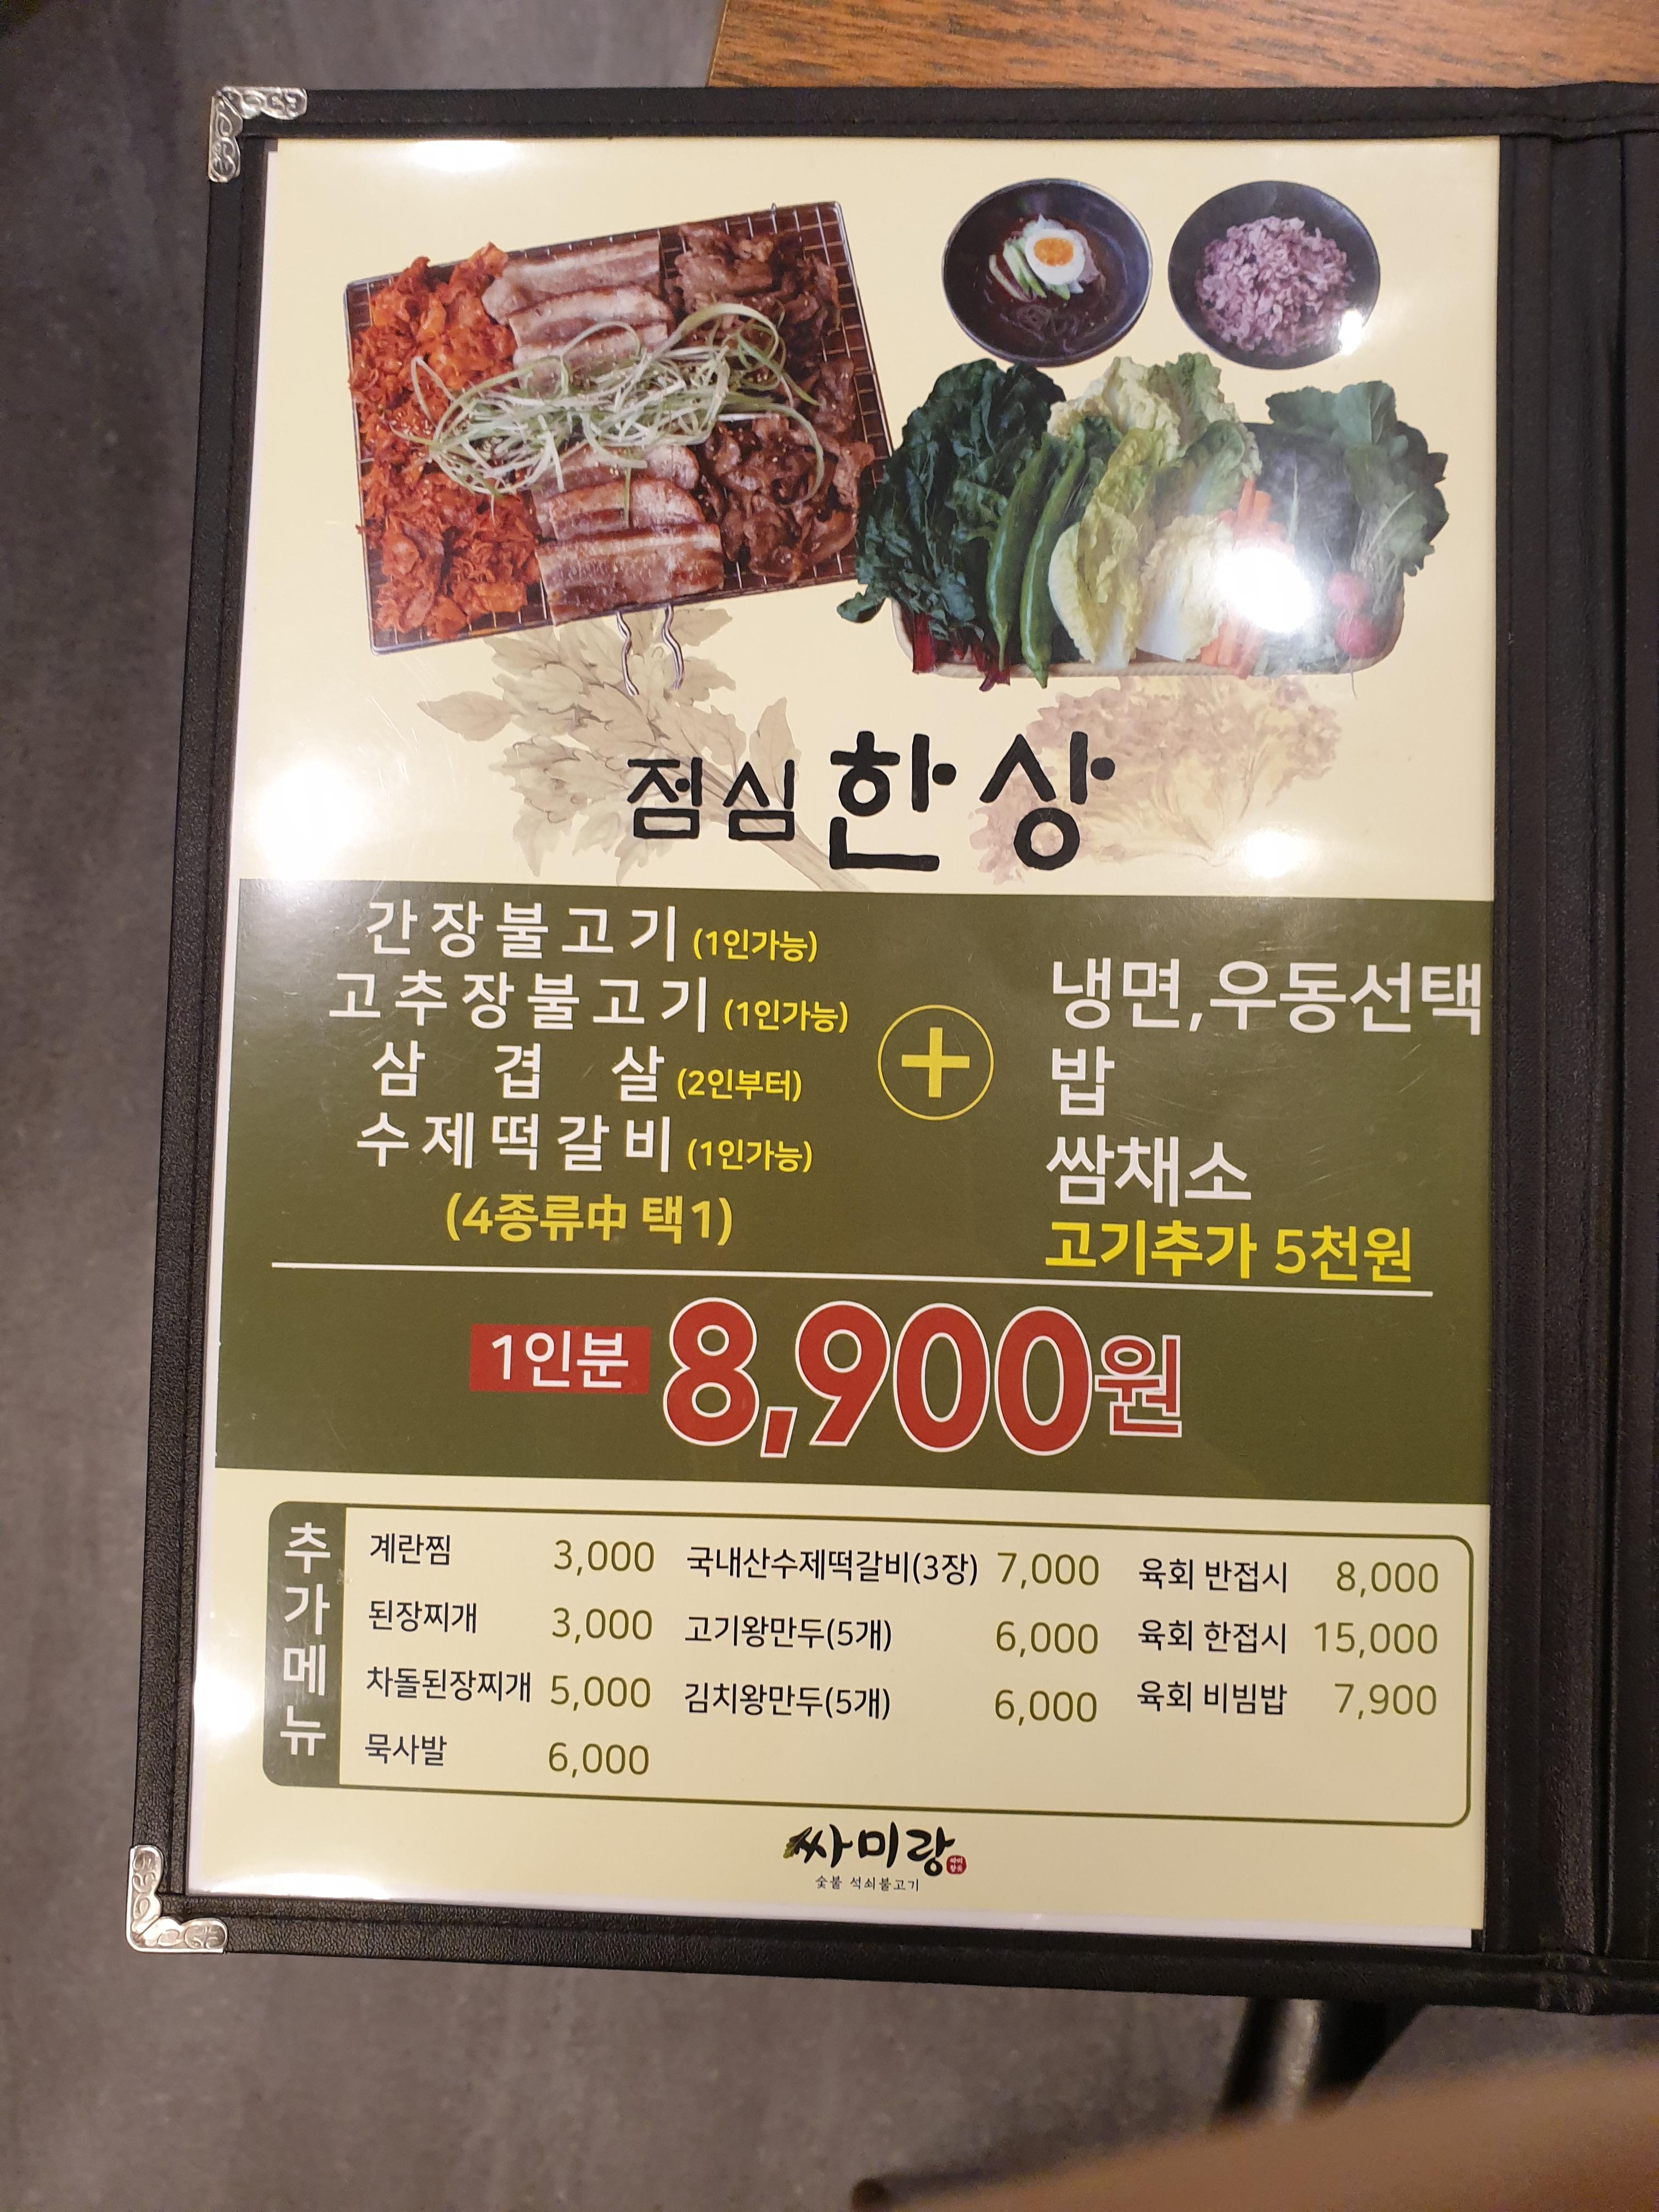 점심한상
간장불고기 (1인가능)
고추장불고기 (1인가능)
삼 겹 살 (2인부터)
수제떡갈비 (1인가능)
(4종류中 택1)
+
냉면,우동선택
밥
쌈채소
고기추가 5천원
1인분 8,900원
추가메뉴
계란찜 3,000
된장찌개 3,000
차돌된장찌개 5,000
묵사발 6,000
국내산수제떡갈비(3장) 7,000
고기왕만두(5개) 6,000
김치왕만두(5개) 6,000
육회 반접시 8,000
육회 한접시 15,000
육회 비빔밥 7,900
싸미랑
숯불 석쇠불고기